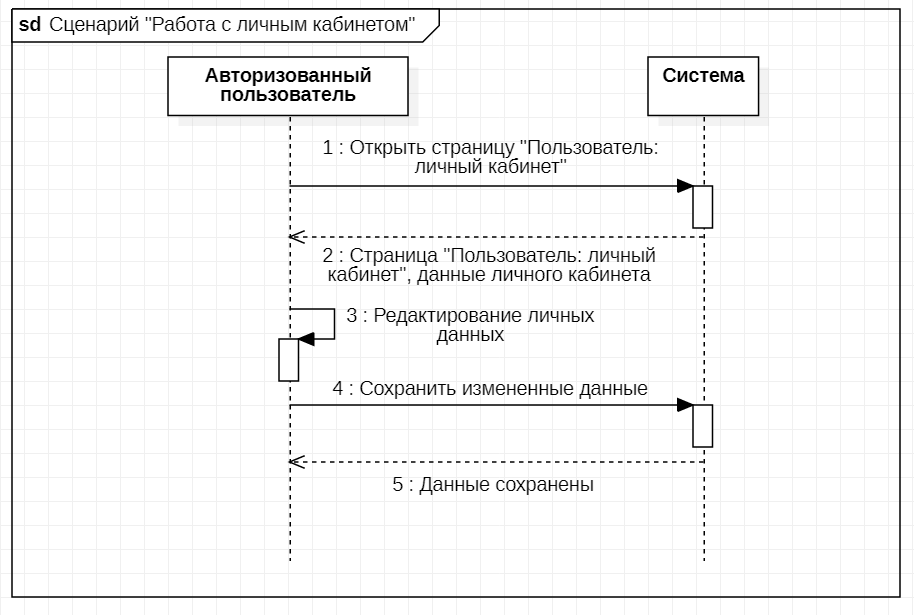 sd Сценарий "Работа с личным кабинетом"
Авторизованный
пользователь
Система
1 : Открыть страницу "Пользователь:
личный кабинет"
2 : Страница "Пользователь: личный
кабинет", данные личного кабинета
3 : Редактирование личных
данных
4 : Сохранить измененные данные
5 : Данные сохранены